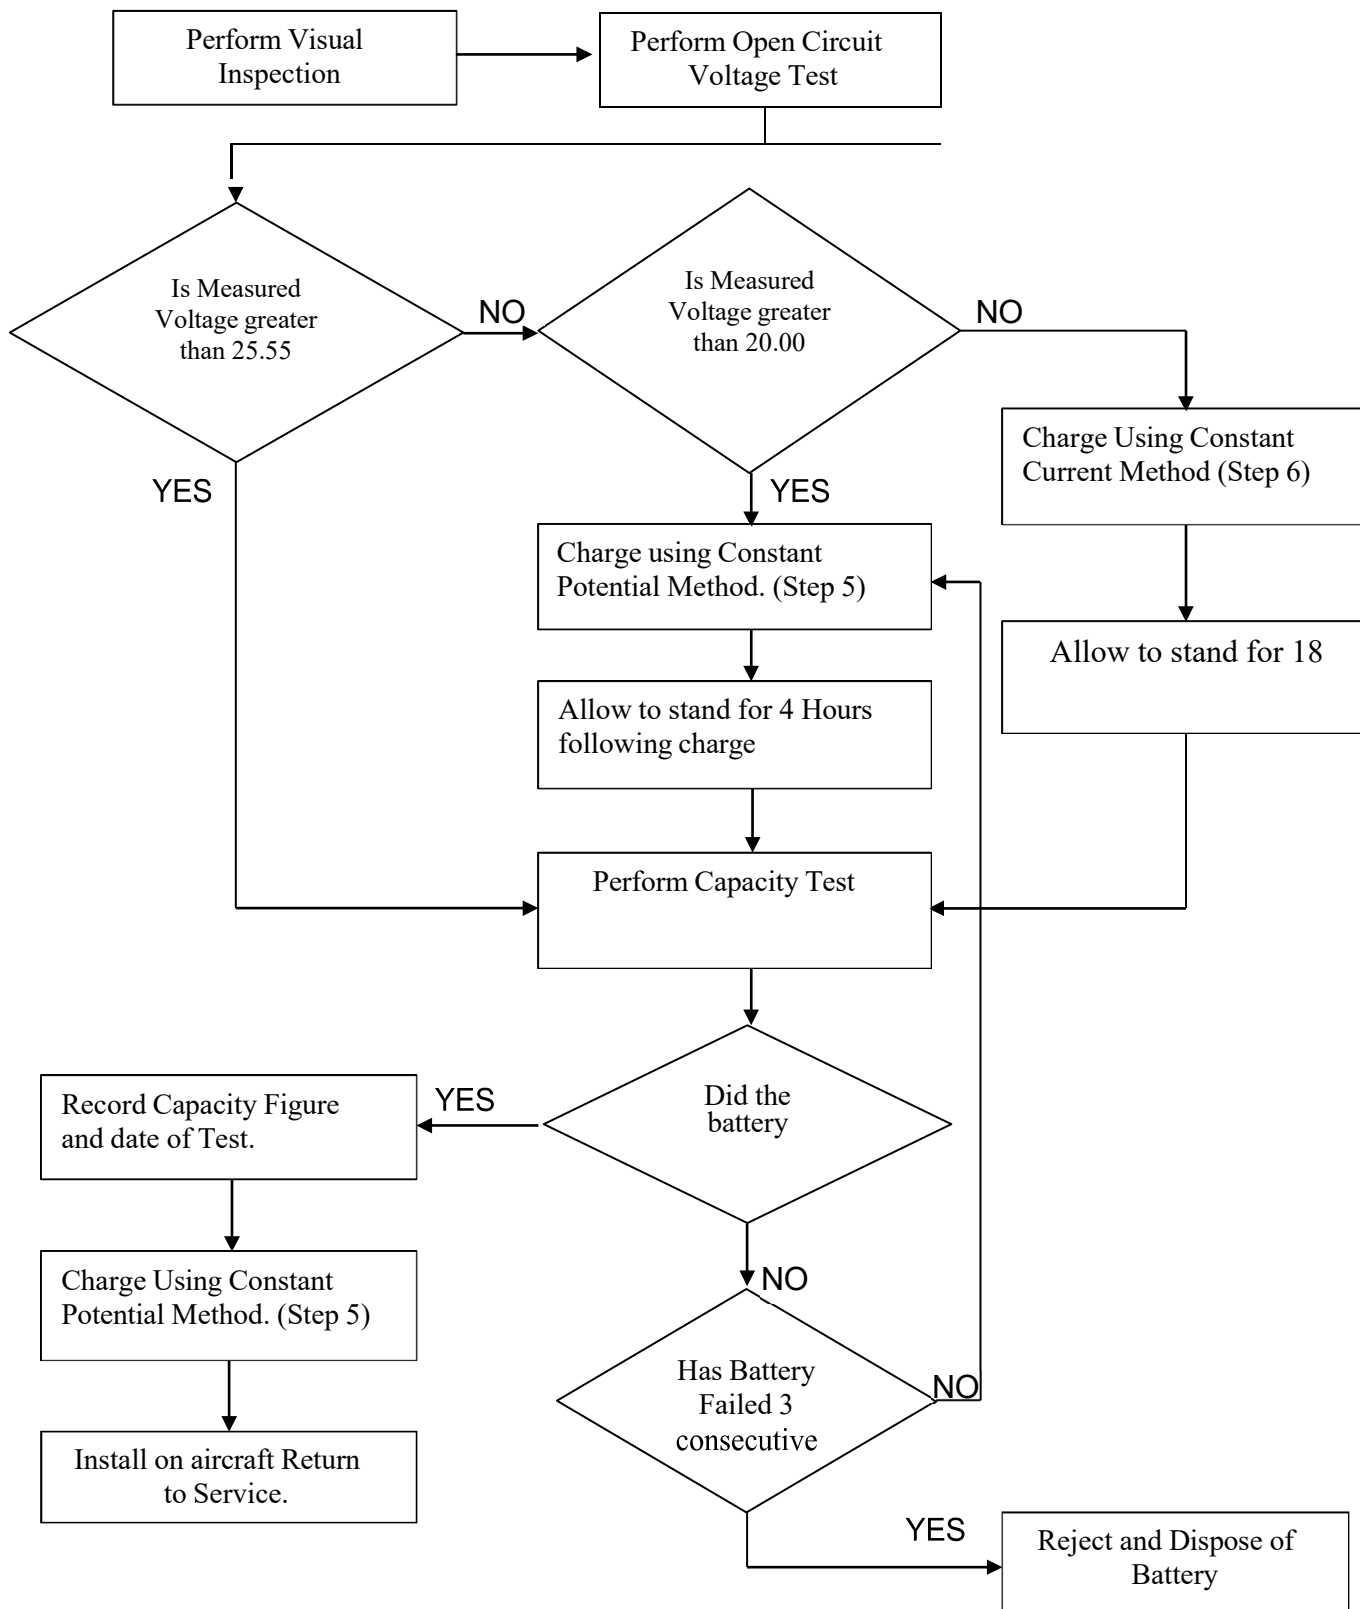 Perform Visual
Inspection
Perform Open Circuit
Voltage Test
Is Measured
Voltage greater
than 25.55
NO
Is Measured
Voltage greater
than 20.00
NO
YES
YES
Charge Using Constant
Current Method (Step 6)
Charge using Constant
Potential Method. (Step 5)
Allow to stand for 18
Allow to stand for 4 Hours
following charge
Perform Capacity Test
Did the
battery
YES
Record Capacity Figure
and date of Test.
NO
Charge Using Constant
Potential Method. (Step 5)
Has Battery
Failed 3
consecutive
NO
Install on aircraft Return
to Service.
YES
Reject and Dispose of
Battery